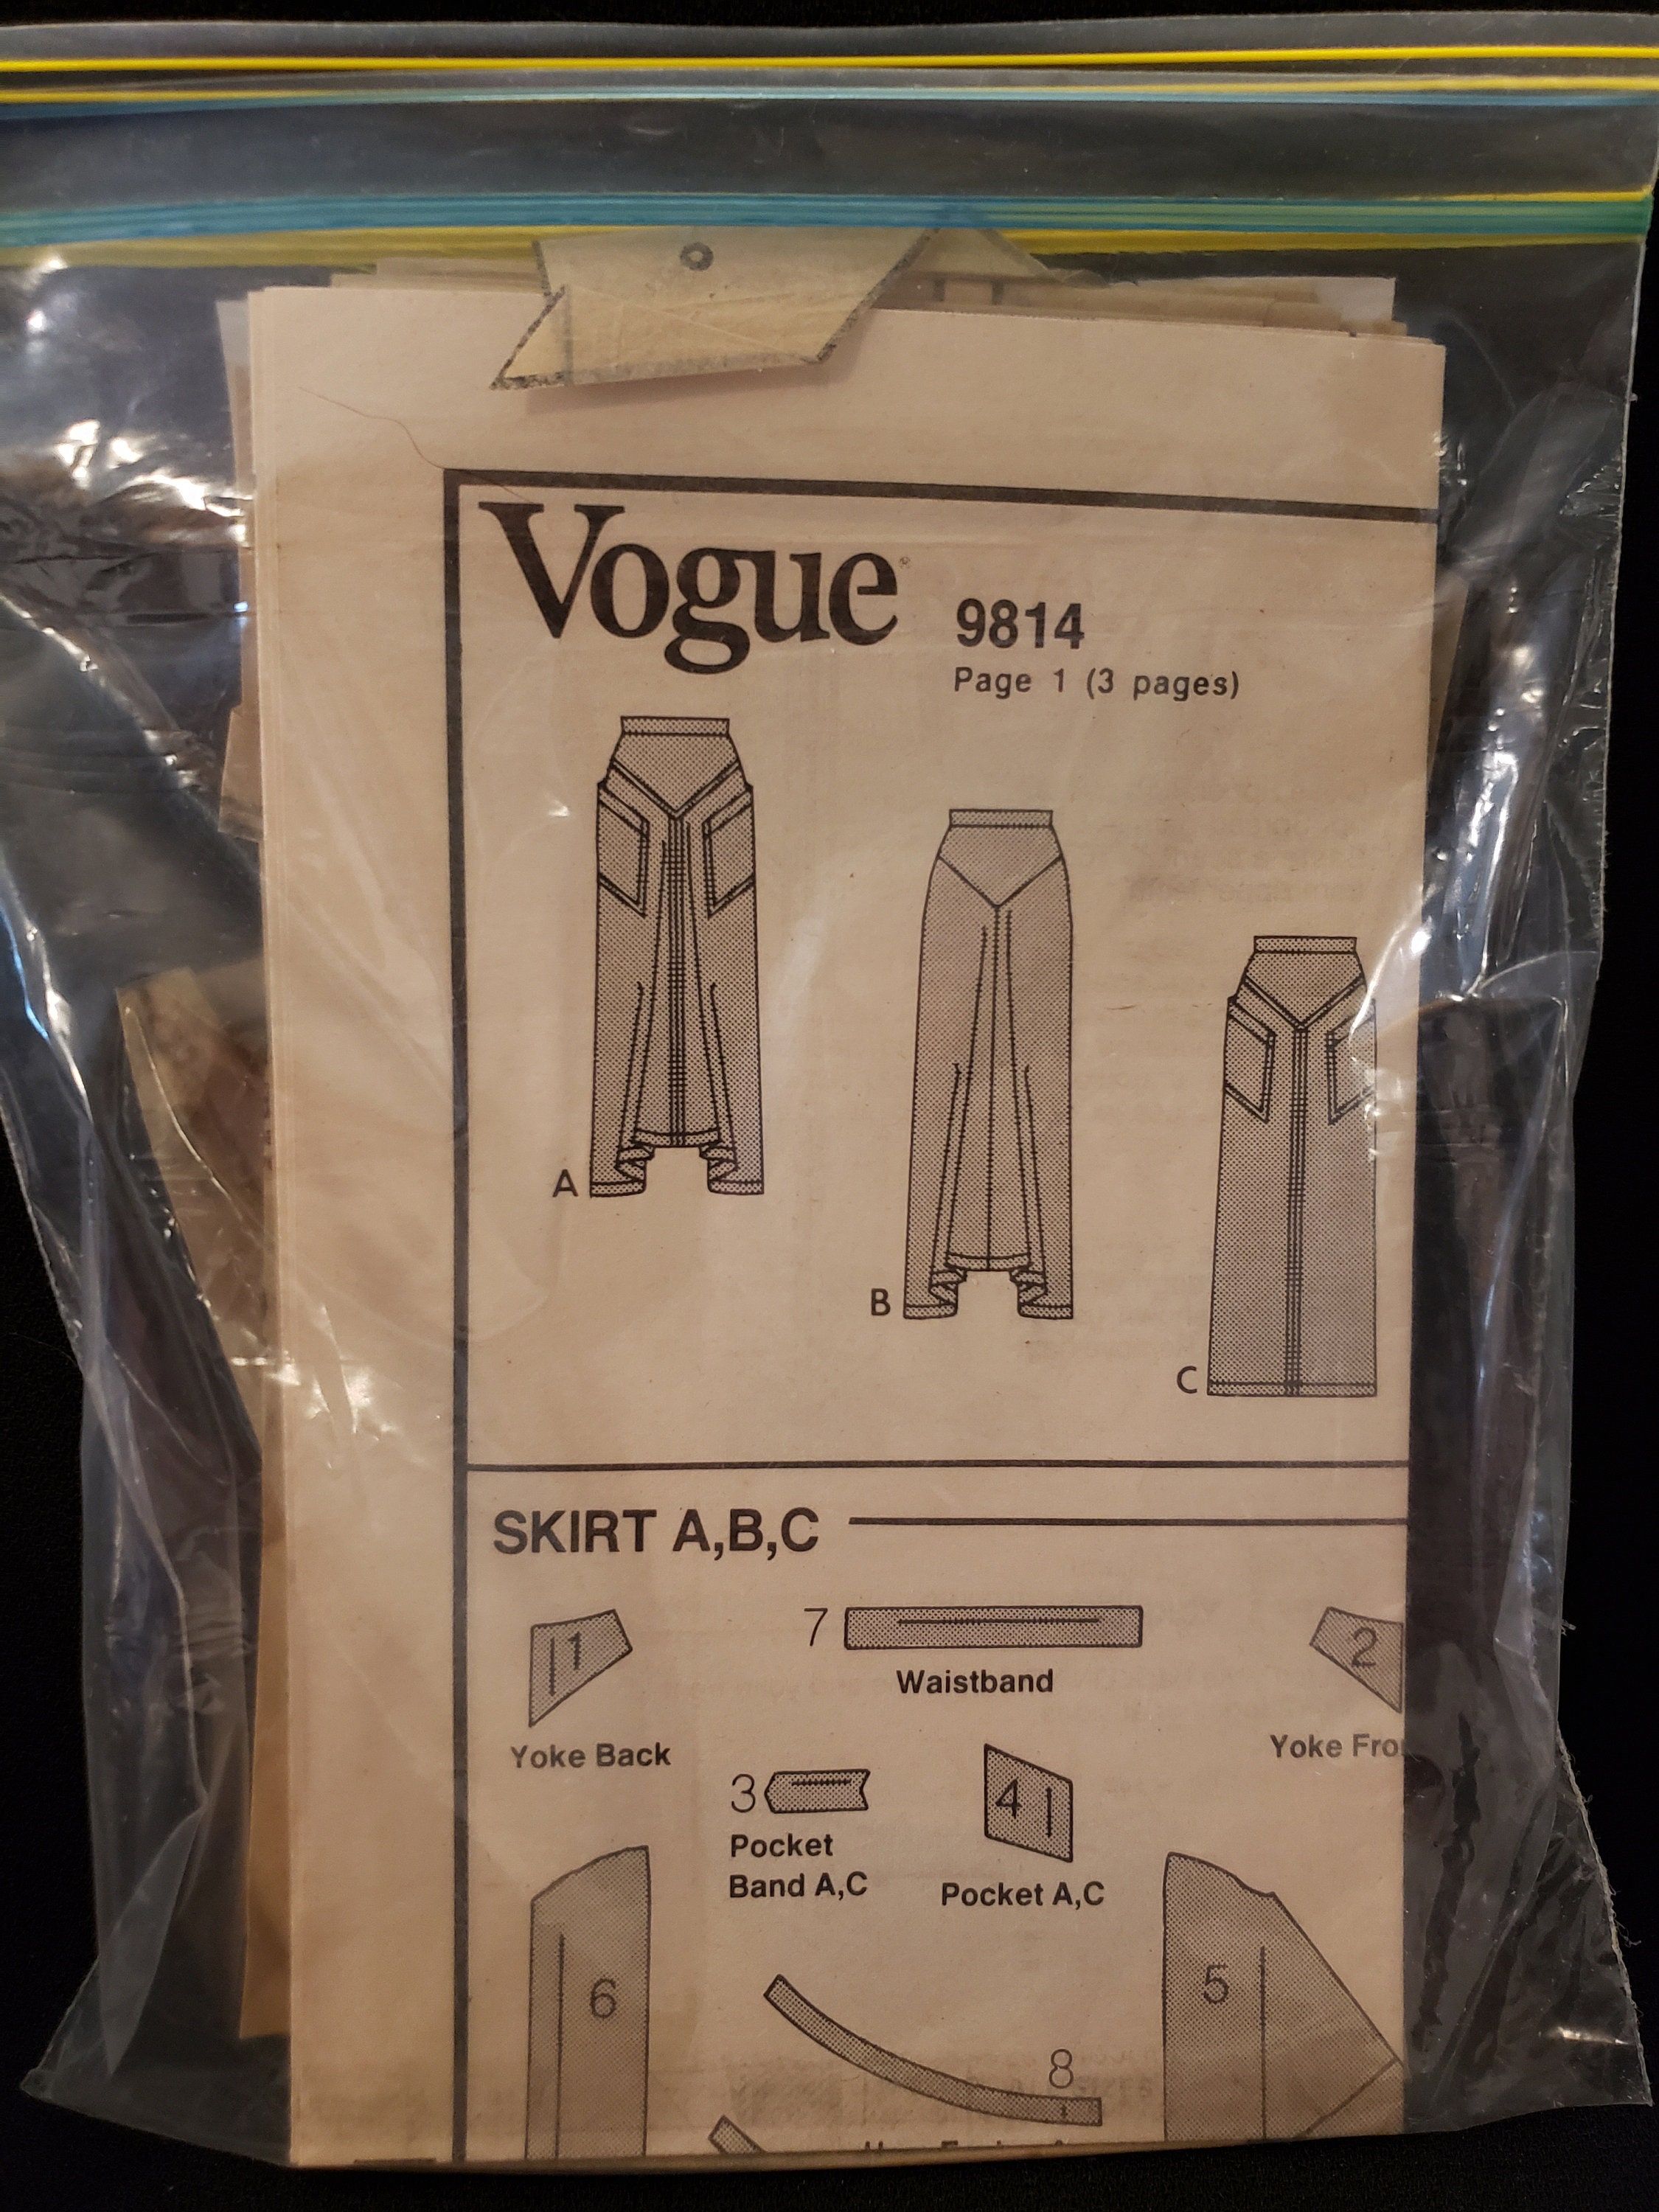 Vogue®
9814
Page 1 (3 pages)
A
B
C
SKIRT A,B,C
1
7
2
Waistband
Yoke Back
Yoke Fro
3
4
Pocket
Band A,C
Pocket A,C
6
5
8